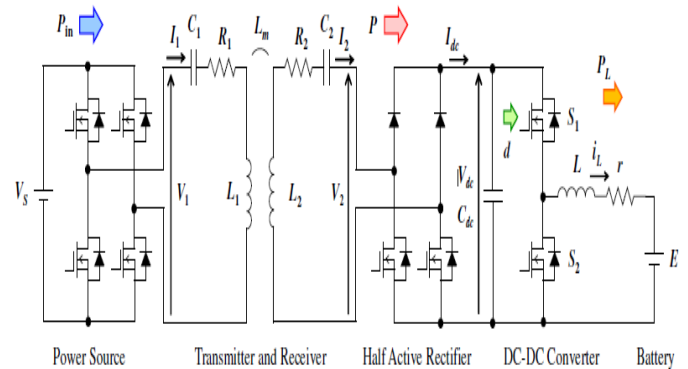 P_in
I_1 C_1 R_1 L_m R_2 C_2 I_2 P I_dc P_L
V_S V_1 L_1 L_2 V_2 V_dc C_dc d S_1 L i_L r S_2 E
Power Source Transmitter and Receiver Half Active Rectifier DC-DC Converter Battery